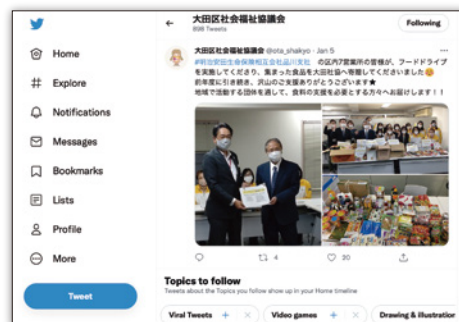 大田区社会福祉協議会
898 Tweets
Following
Home
Explore
Notifications
Messages
Bookmarks
Lists
Profile
More
Tweet
大田区社会福祉協議会 @ota_shakyo · Jan 5
#明治安田生命保険相互会社品川支社 の区内7営業所の皆様が、フードドライブ
を実施してくださり、集まった食品を大田社協へ寄贈してくださいました😊
前年度に引き続き、沢山のご支援ありがとうございます★
地域で活動する団体を通して、食料の支援を必要とする方々へお届けします！！
4
20
Topics to follow
Tweets about the Topics you follow show up in your Home timeline
Viral Tweets + ×
Video games + ×
Drawing & illustration